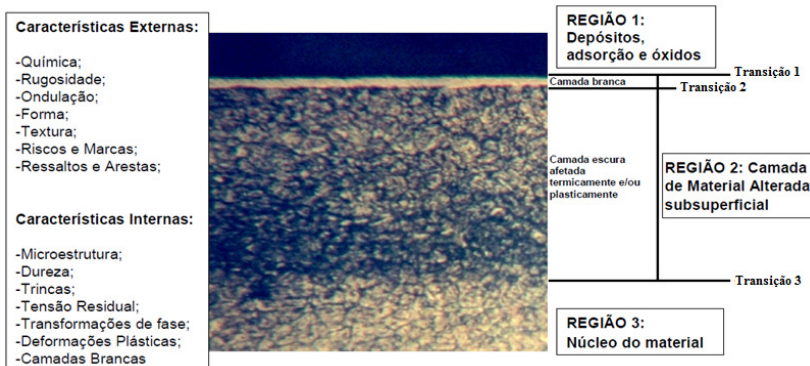 Características Externas:
-Química;
-Rugosidade;
-Ondulação;
-Forma;
-Textura;
-Riscos e Marcas;
-Ressaltos e Arestas;
Características Internas:
-Microestrutura;
-Dureza;
-Trincas;
-Tensão Residual;
-Transformações de fase;
-Deformações Plásticas;
-Camadas Brancas
REGIÃO 1:
Depósitos,
adsorção e óxidos
Transição 1
Camada branca
Transição 2
Camada escura
afetada
termicamente e/ou
plasticamente
REGIÃO 2: Camada
de Material Alterada
subsuperficial
Transição 3
REGIÃO 3:
Núcleo do material